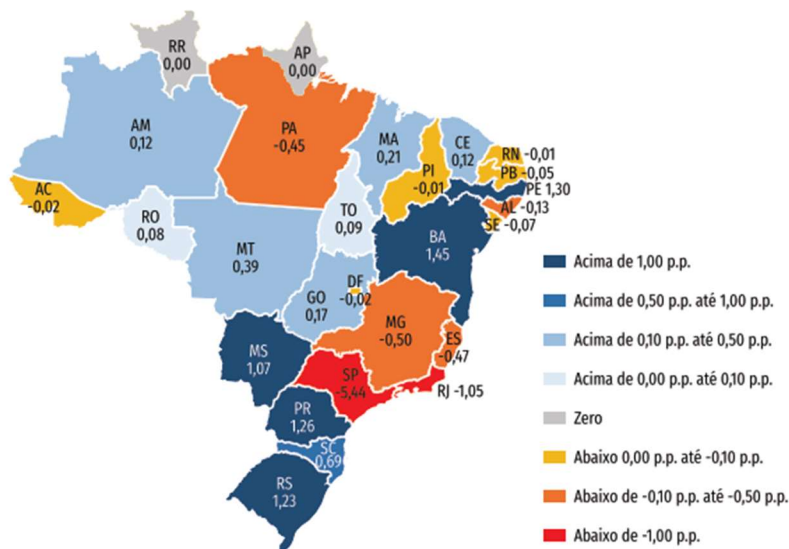 RR
0,00
AP
0,00
AM
0,12
PA
-0,45
MA
0,21
CE
0,12
RN -0,01
PI
-0,01
PB -0,05
PE 1,30
AC
-0,02
AL -0,13
RO
0,08
TO
0,09
SE -0,07
BA
1,45
MT
0,39
DF
-0,02
GO
0,17
MG
-0,50
ES
-0,47
MS
1,07
SP
-5,44
RJ -1,05
PR
1,26
SC
0,69
RS
1,23
Acima de 1,00 p.p.
Acima de 0,50 p.p. até 1,00 p.p.
Acima de 0,10 p.p. até 0,50 p.p.
Acima de 0,00 p.p. até 0,10 p.p.
Zero
Abaixo 0,00 p.p. até -0,10 p.p.
Abaixo de -0,10 p.p. até -0,50 p.p.
Abaixo de -1,00 p.p.